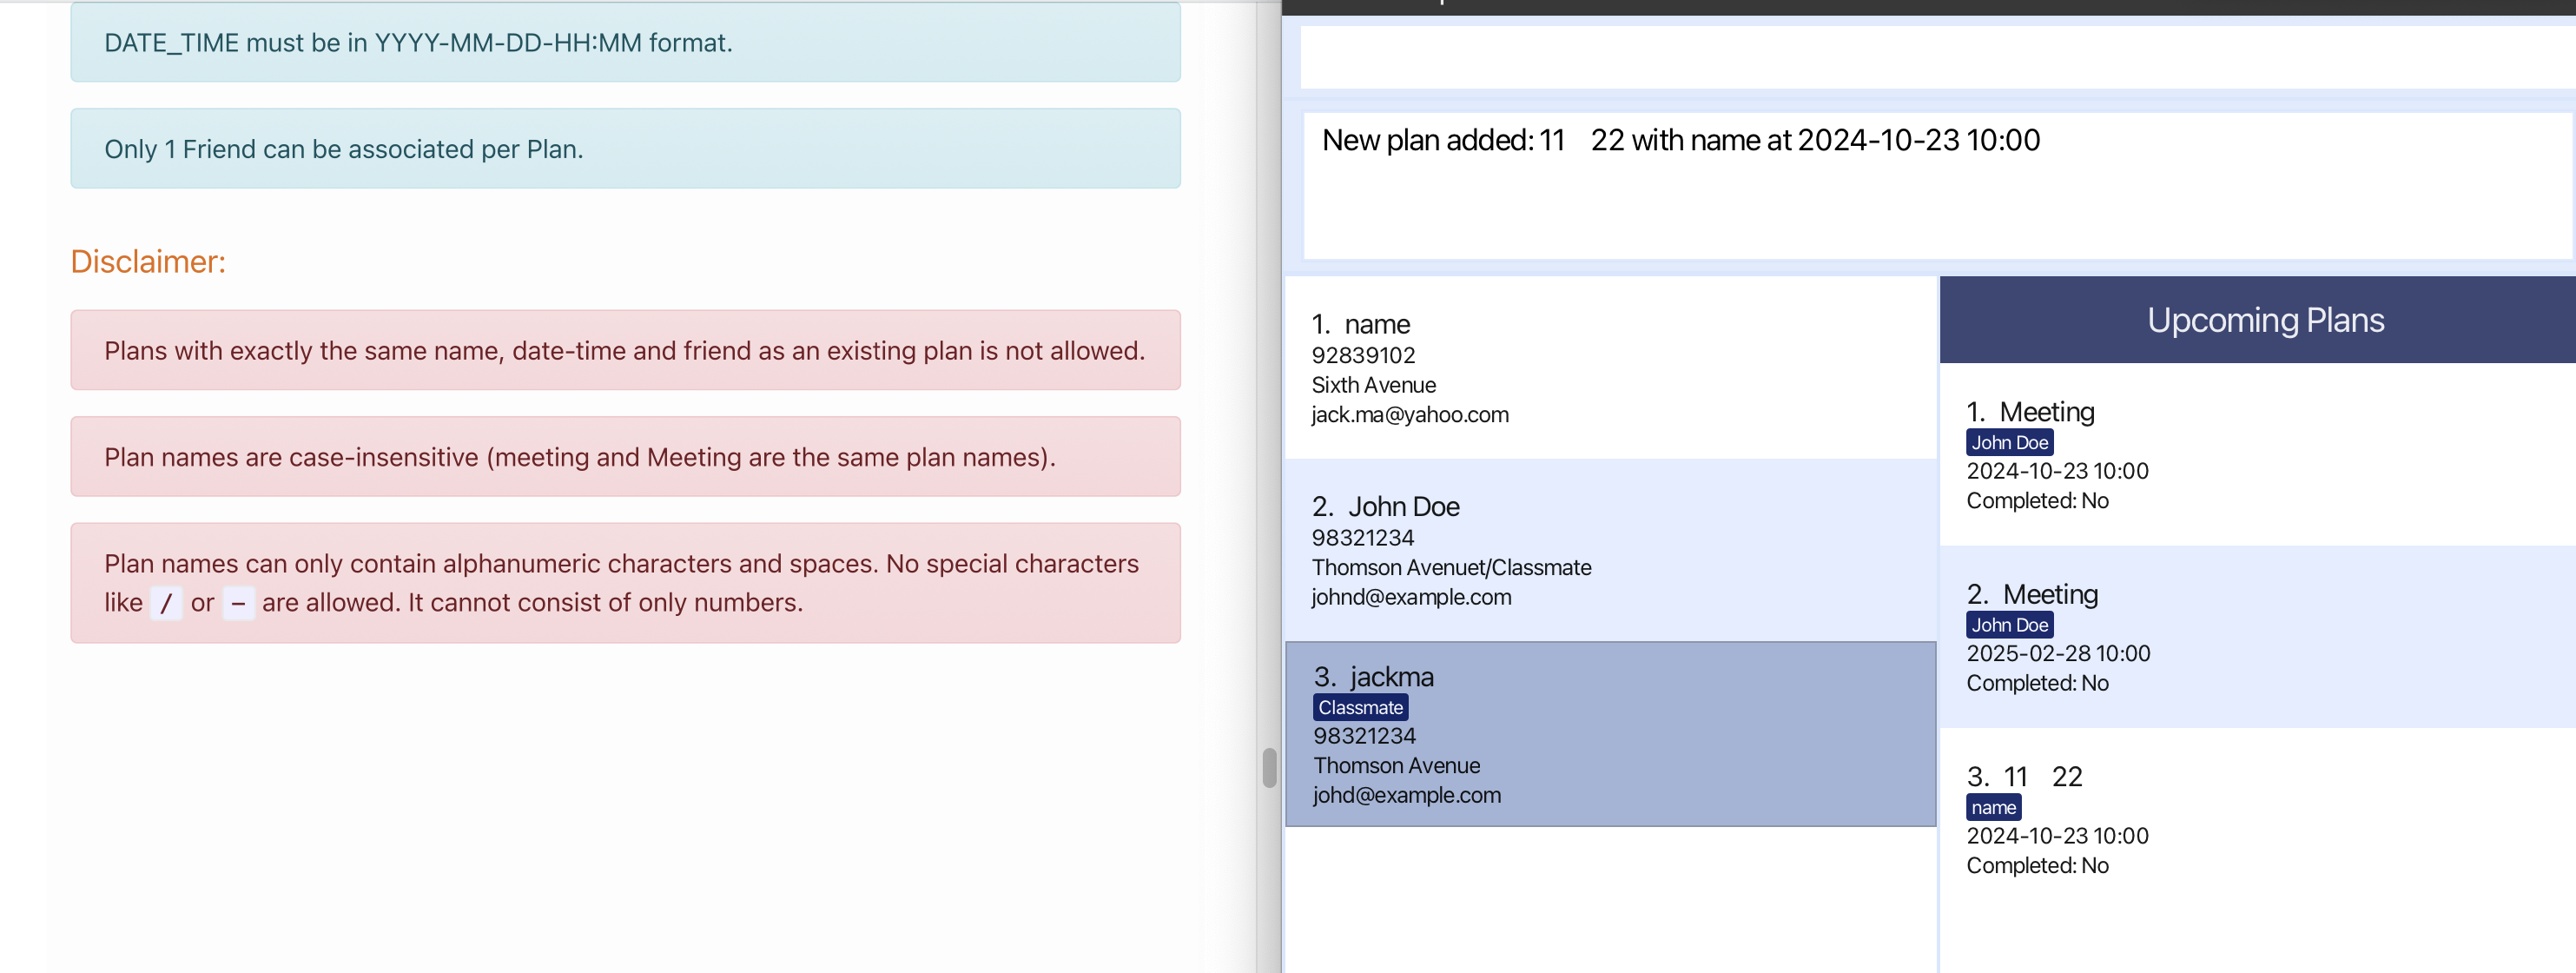 DATE_TIME must be in YYYY-MM-DD-HH:MM format.
Only 1 Friend can be associated per Plan.
Disclaimer:
Plans with exactly the same name, date-time and friend as an existing plan is not allowed.
Plan names are case-insensitive (meeting and Meeting are the same plan names).
Plan names can only contain alphanumeric characters and spaces. No special characters
like / or – are allowed. It cannot consist of only numbers.
New plan added: 11    22 with name at 2024-10-23 10:00
1. name
92839102
Sixth Avenue
jack.ma@yahoo.com
2. John Doe
98321234
Thomson Avenuet/Classmate
johnd@example.com
3. jackma
Classmate
98321234
Thomson Avenue
johd@example.com
Upcoming Plans
1. Meeting
John Doe
2024-10-23 10:00
Completed: No
2. Meeting
John Doe
2025-02-28 10:00
Completed: No
3. 11    22
name
2024-10-23 10:00
Completed: No